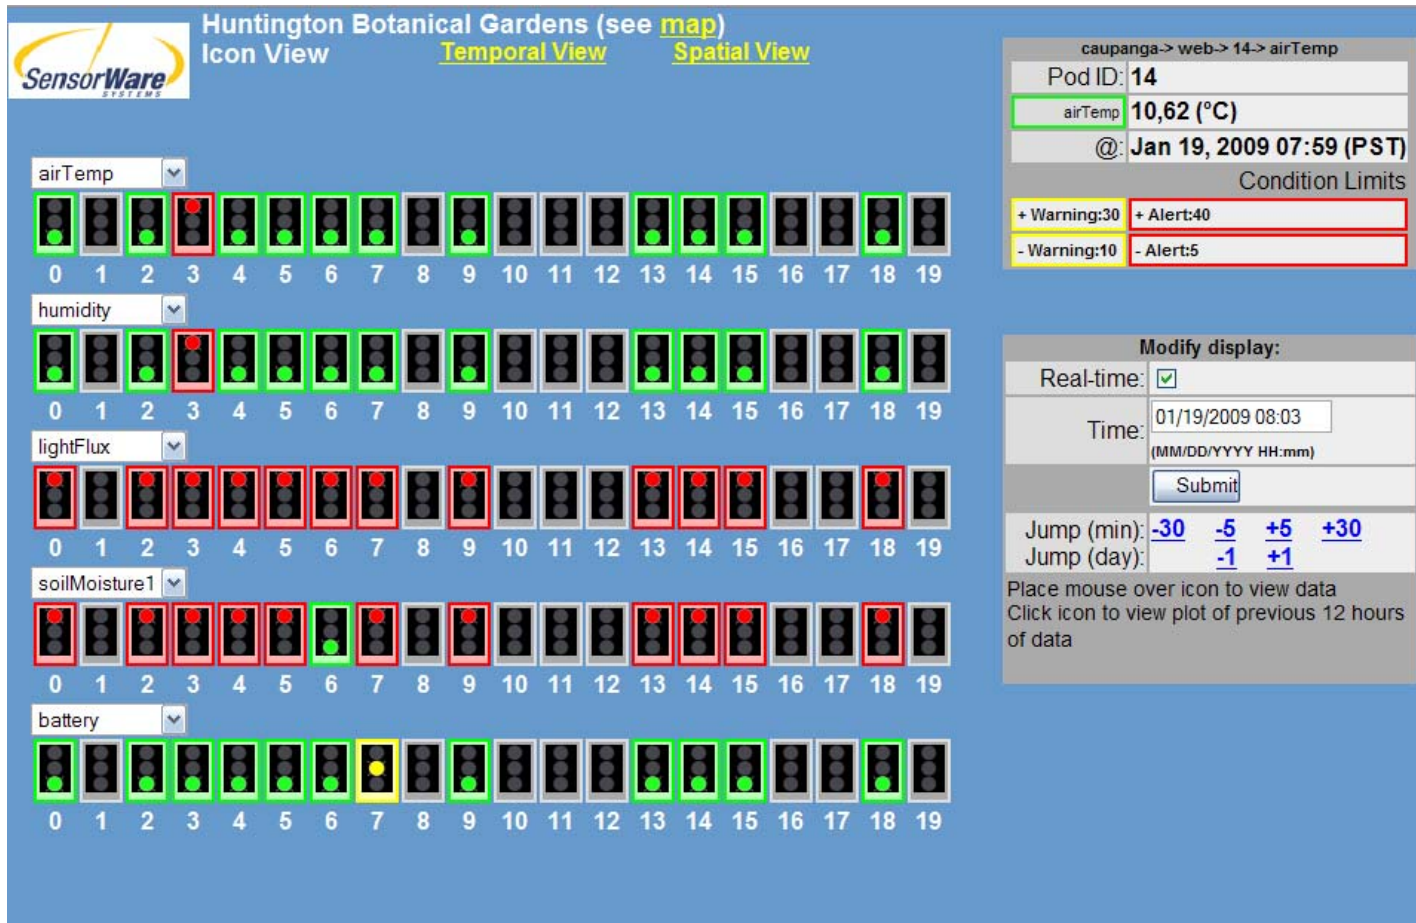 Huntington Botanical Gardens (see map)
Icon View Temporal View Spatial View
SensorWare
SYSTEMS
airTemp
0 1 2 3 4 5 6 7 8 9 10 11 12 13 14 15 16 17 18 19
humidity
0 1 2 3 4 5 6 7 8 9 10 11 12 13 14 15 16 17 18 19
lightFlux
0 1 2 3 4 5 6 7 8 9 10 11 12 13 14 15 16 17 18 19
soilMoisture1
0 1 2 3 4 5 6 7 8 9 10 11 12 13 14 15 16 17 18 19
battery
0 1 2 3 4 5 6 7 8 9 10 11 12 13 14 15 16 17 18 19
caupanga-> web-> 14-> airTemp
Pod ID: 14
airTemp 10,62 (°C)
@: Jan 19, 2009 07:59 (PST)
Condition Limits
+ Warning:30 + Alert:40
- Warning:10 - Alert:5
Modify display:
Real-time:
Time: 01/19/2009 08:03
(MM/DD/YYYY HH:mm)
Submit
Jump (min): -30 -5 +5 +30
Jump (day): -1 +1
Place mouse over icon to view data
Click icon to view plot of previous 12 hours
of data